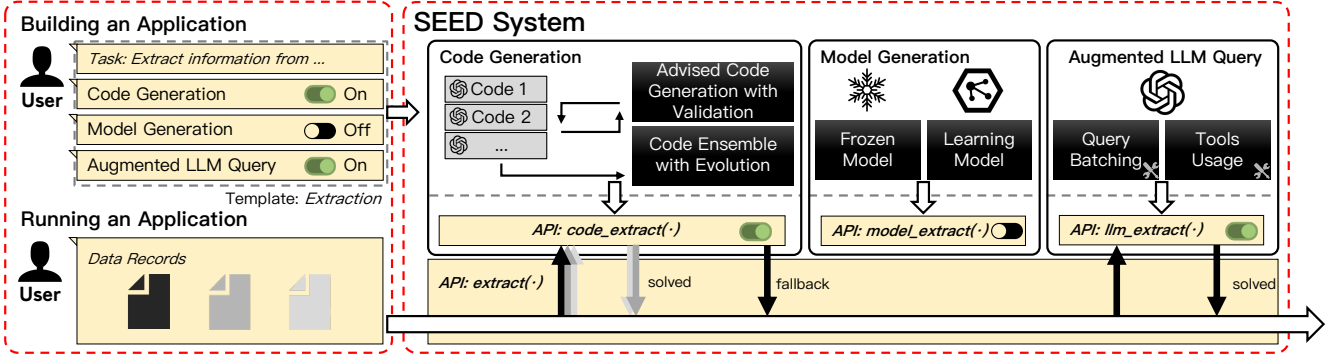 Building an Application
User
Task: Extract information from ...
Code Generation On
Model Generation Off
Augmented LLM Query On
Template: Extraction
Running an Application
User
Data Records
SEED System
Code Generation
Code 1
Code 2
...
Advised Code
Generation with
Validation
Code Ensemble
with Evolution
API: code_extract(·)
Model Generation
Frozen
Model
Learning
Model
API: model_extract(·)
Augmented LLM Query
Query
Batching
Tools
Usage
API: llm_extract(·)
API: extract(·)
solved
fallback
solved